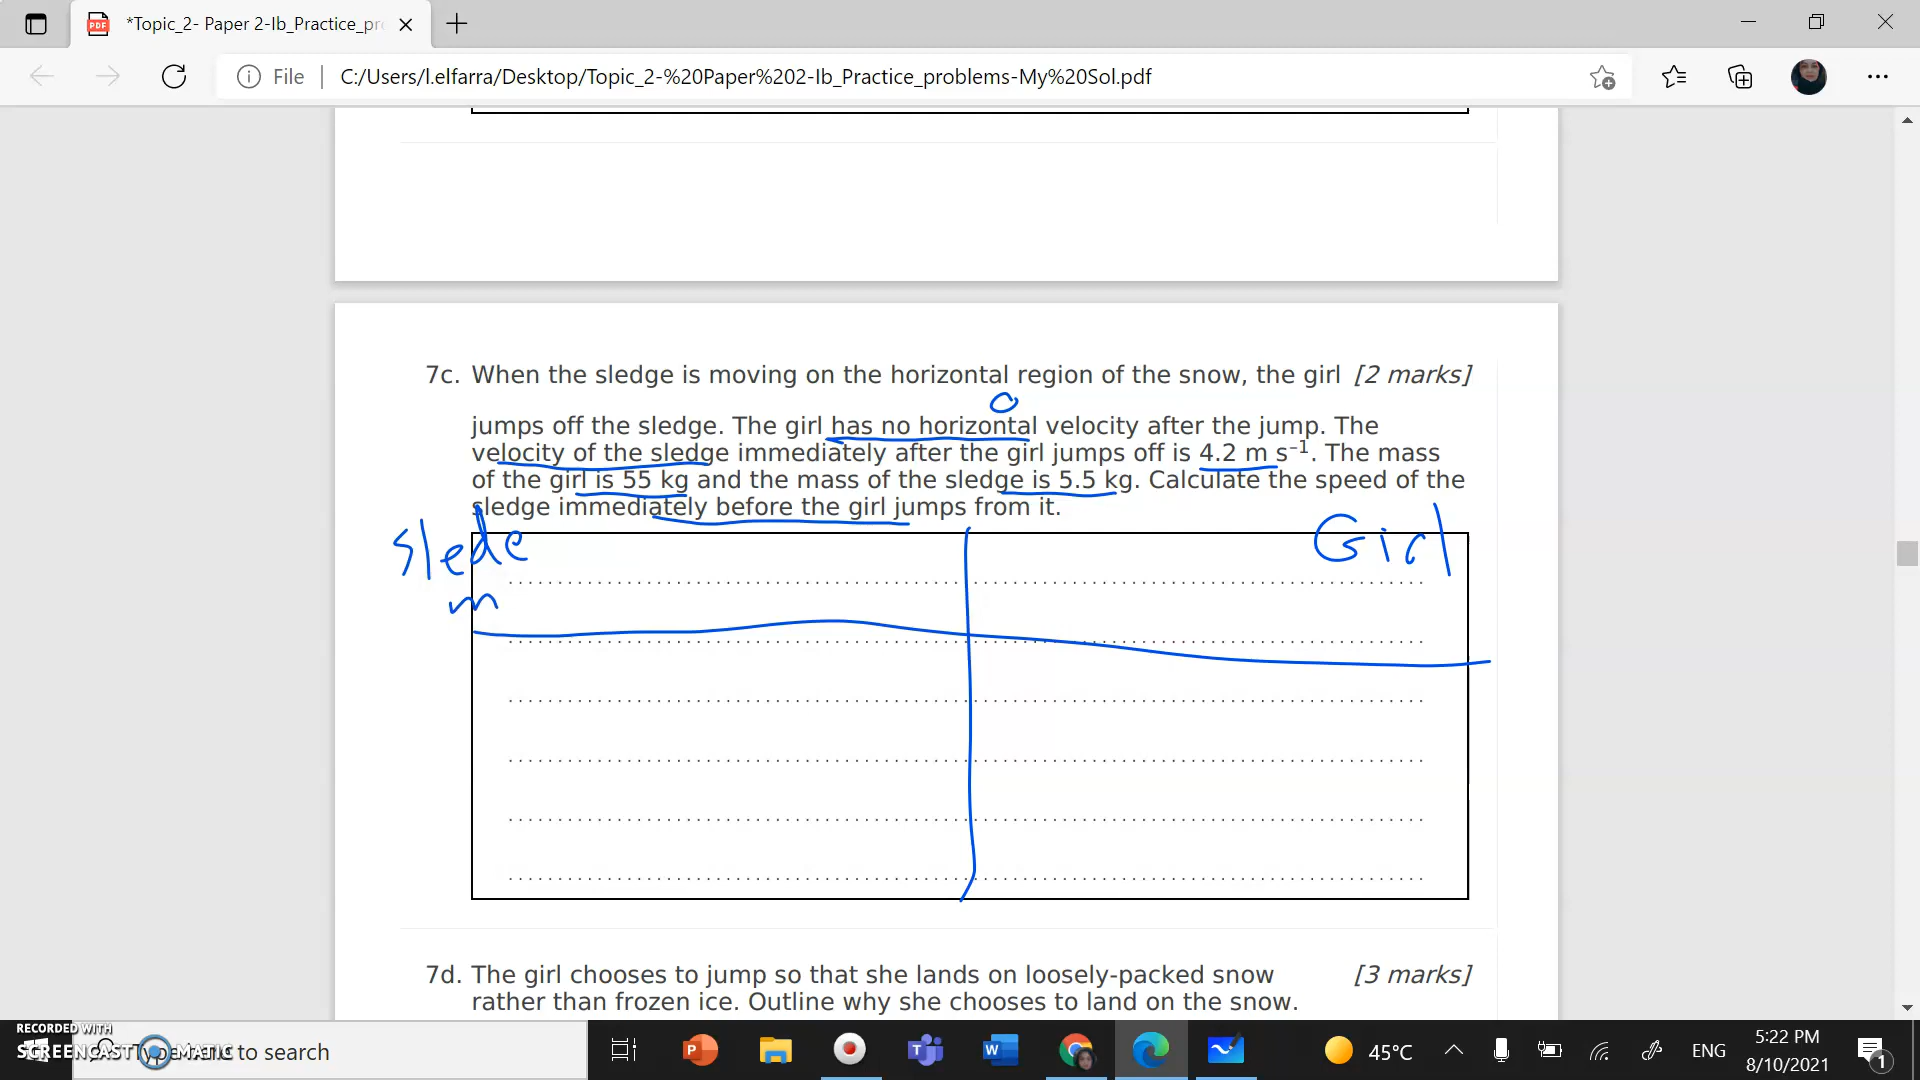 *Topic_2- Paper 2-Ib_Practice_pr
File
C:/Users/l.elfarra/Desktop/Topic_2-%20Paper%202-Ib_Practice_problems-My%20Sol.pdf
7c. When the sledge is moving on the horizontal region of the snow, the girl [2 marks]
0
jumps off the sledge. The girl has no horizontal velocity after the jump. The
velocity of the sledge immediately after the girl jumps off is 4.2 m s⁻¹. The mass
of the girl is 55 kg and the mass of the sledge is 5.5 kg. Calculate the speed of the
sledge immediately before the girl jumps from it.
Slede Girl
m
7d. The girl chooses to jump so that she lands on loosely-packed snow [3 marks]
rather than frozen ice. Outline why she chooses to land on the snow.
RECORDED WITH
SCREENCAST MATIC
to search
45°C
ENG
5:22 PM
8/10/2021
1